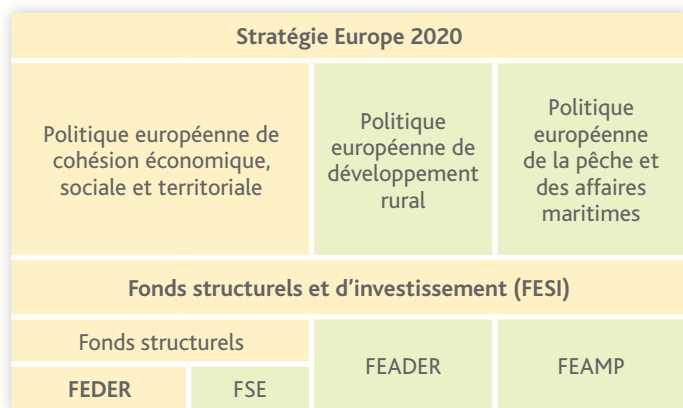 Stratégie Europe 2020
Politique européenne de
cohésion économique,
sociale et territoriale
Politique
européenne de
développement
rural
Politique
européenne
de la pêche et
des affaires
maritimes
Fonds structurels et d’investissement (FESI)
Fonds structurels
FEDER
FSE
FEADER
FEAMP